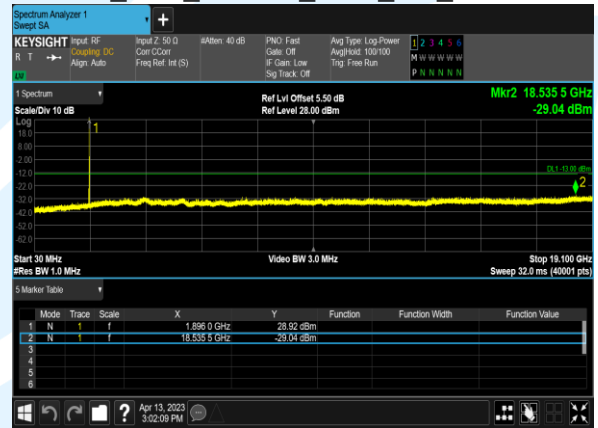 Spectrum Analyzer 1
Swept SA
+
KEYSIGHT Input: RF Input Z: 50 Ω #Atten: 40 dB PNO: Fast Avg Type: Log-Power 1 2 3 4 5 6
R T Coupling: DC Corr CCorr Gate: Off Avg|Hold: 100/100 M W W W W W
Align: Auto Freq Ref: Int (S) IF Gain: Low Trig: Free Run P N N N N N
Sig Track: Off
1 Spectrum Ref Lvl Offset 5.50 dB Mkr2 18.535 5 GHz
Scale/Div 10 dB Ref Level 28.00 dBm -29.04 dBm
Log
1
18.0
8.00
-2.00
-12.0 DL1 -13.00 dBm
-22.0 2
-32.0
-42.0
-52.0
-62.0
Start 30 MHz Video BW 3.0 MHz Stop 19.100 GHz
#Res BW 1.0 MHz Sweep 32.0 ms (40001 pts)
5 Marker Table
Mode Trace Scale X Y Function Function Width Function Value
1 N 1 f 1.896 0 GHz 28.92 dBm
2 N 1 f 18.535 5 GHz -29.04 dBm
3
4
5
6
? Apr 13, 2023
3:02:09 PM